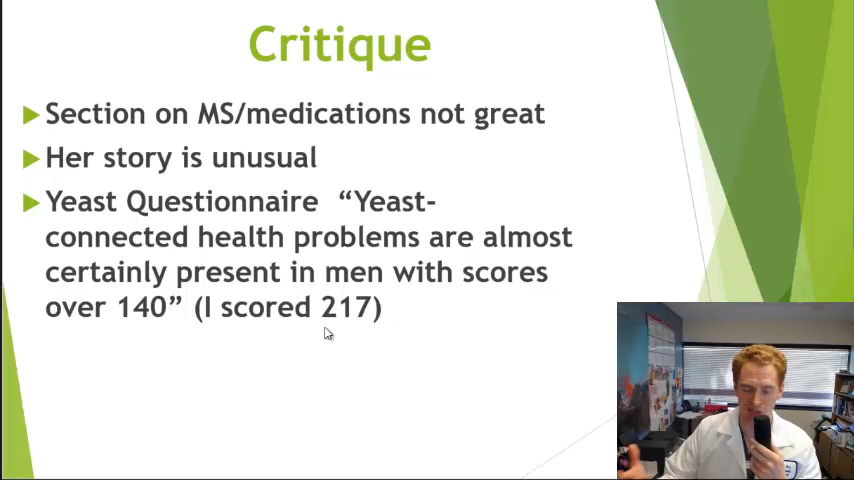 Critique
Section on MS/medications not great
Her story is unusual
Yeast Questionnaire “Yeast-
connected health problems are almost
certainly present in men with scores
over 140” (I scored 217)